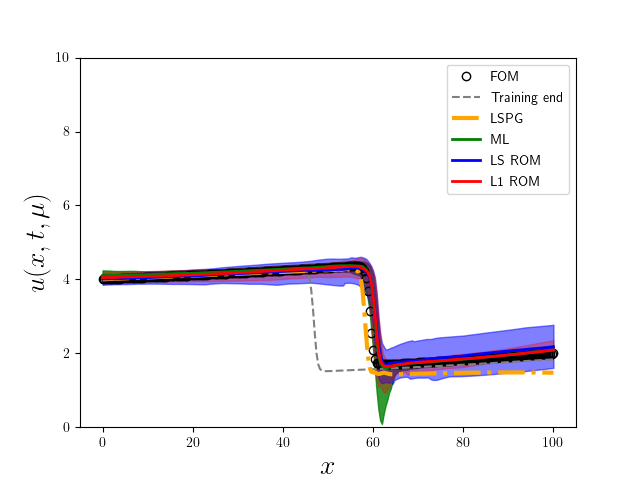 10
8
6
4
2
0
u(x, t, μ)
0 20 40 60 80 100
x
FOM
Training end
LSPG
ML
LS ROM
L1 ROM